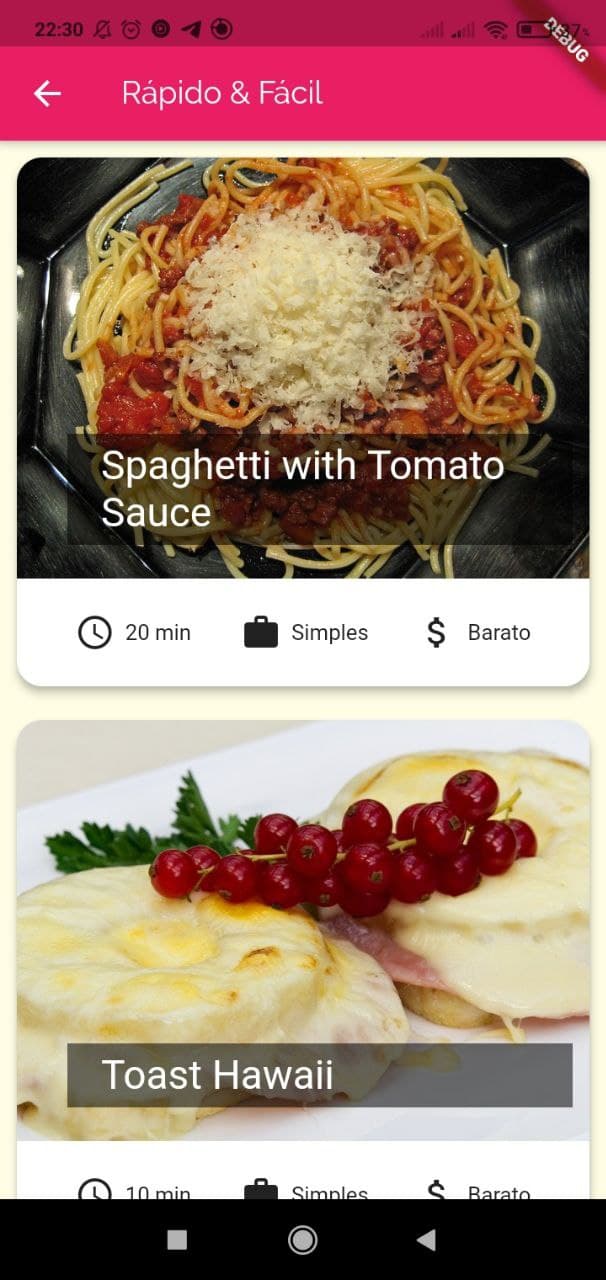 22:30
DEBUG
Rápido & Fácil
Spaghetti with Tomato
Sauce
20 min Simples Barato
Toast Hawaii
10 min Simples Barato